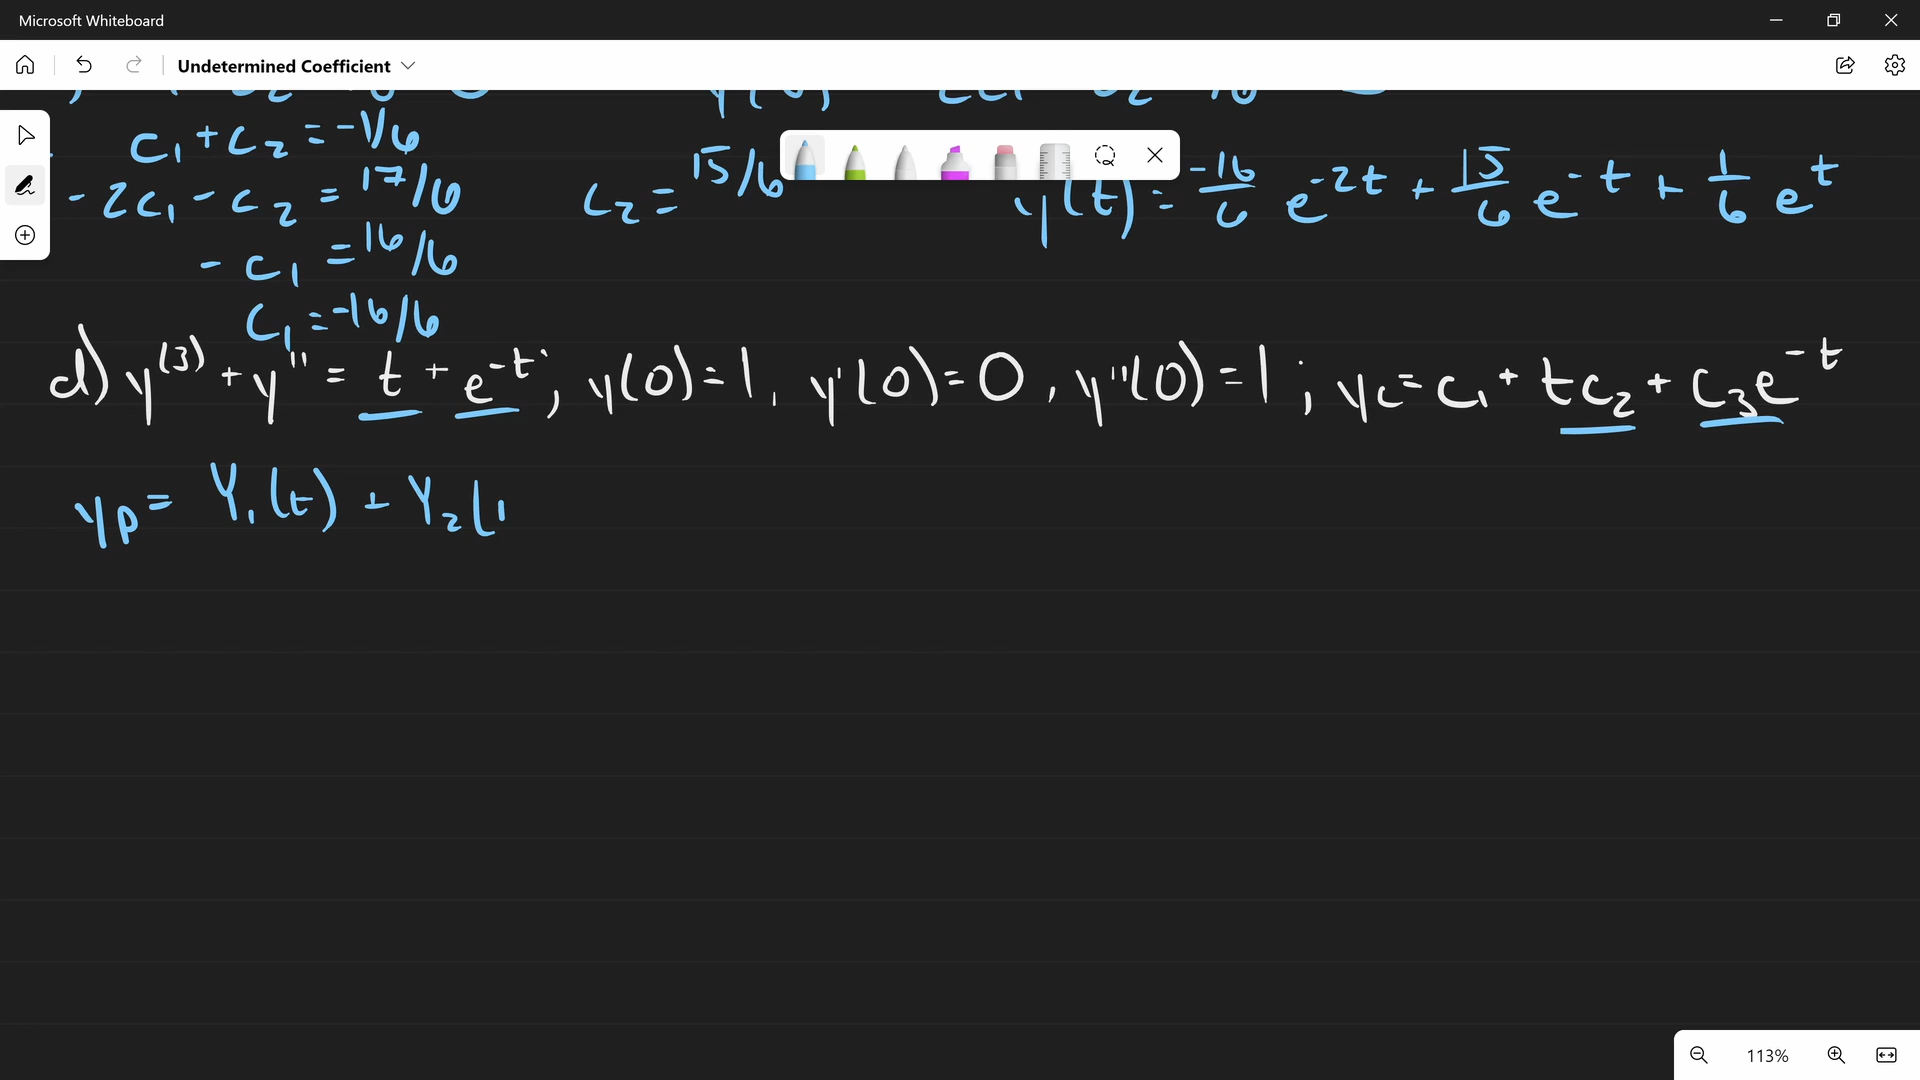 Microsoft Whiteboard
Undetermined Coefficient
c₁ + c₂ = -1/6
- 2c₁ - c₂ = 17/6
c₂ = 15/6
y(t) = -16/6 e^-2t + 15/6 e^-t + 1/6 e^t
- c₁ = 16/6
c₁ = -16/6
d) y^(3) + y'' = t + e^-t ; y(0) = 1, y'(0) = 0, y''(0) = 1 ; yc = c₁ + tc₂ + c₃e^-t
yp = Y₁(t) + Y₂(
113%